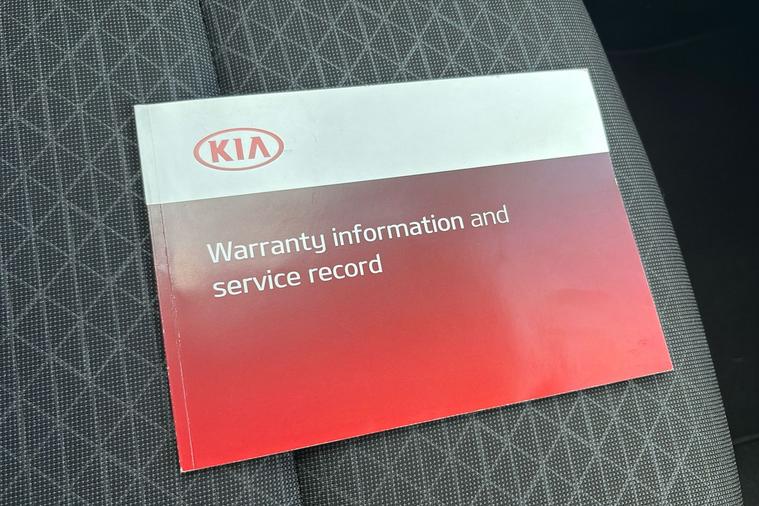 KIA
Warranty information and
service record